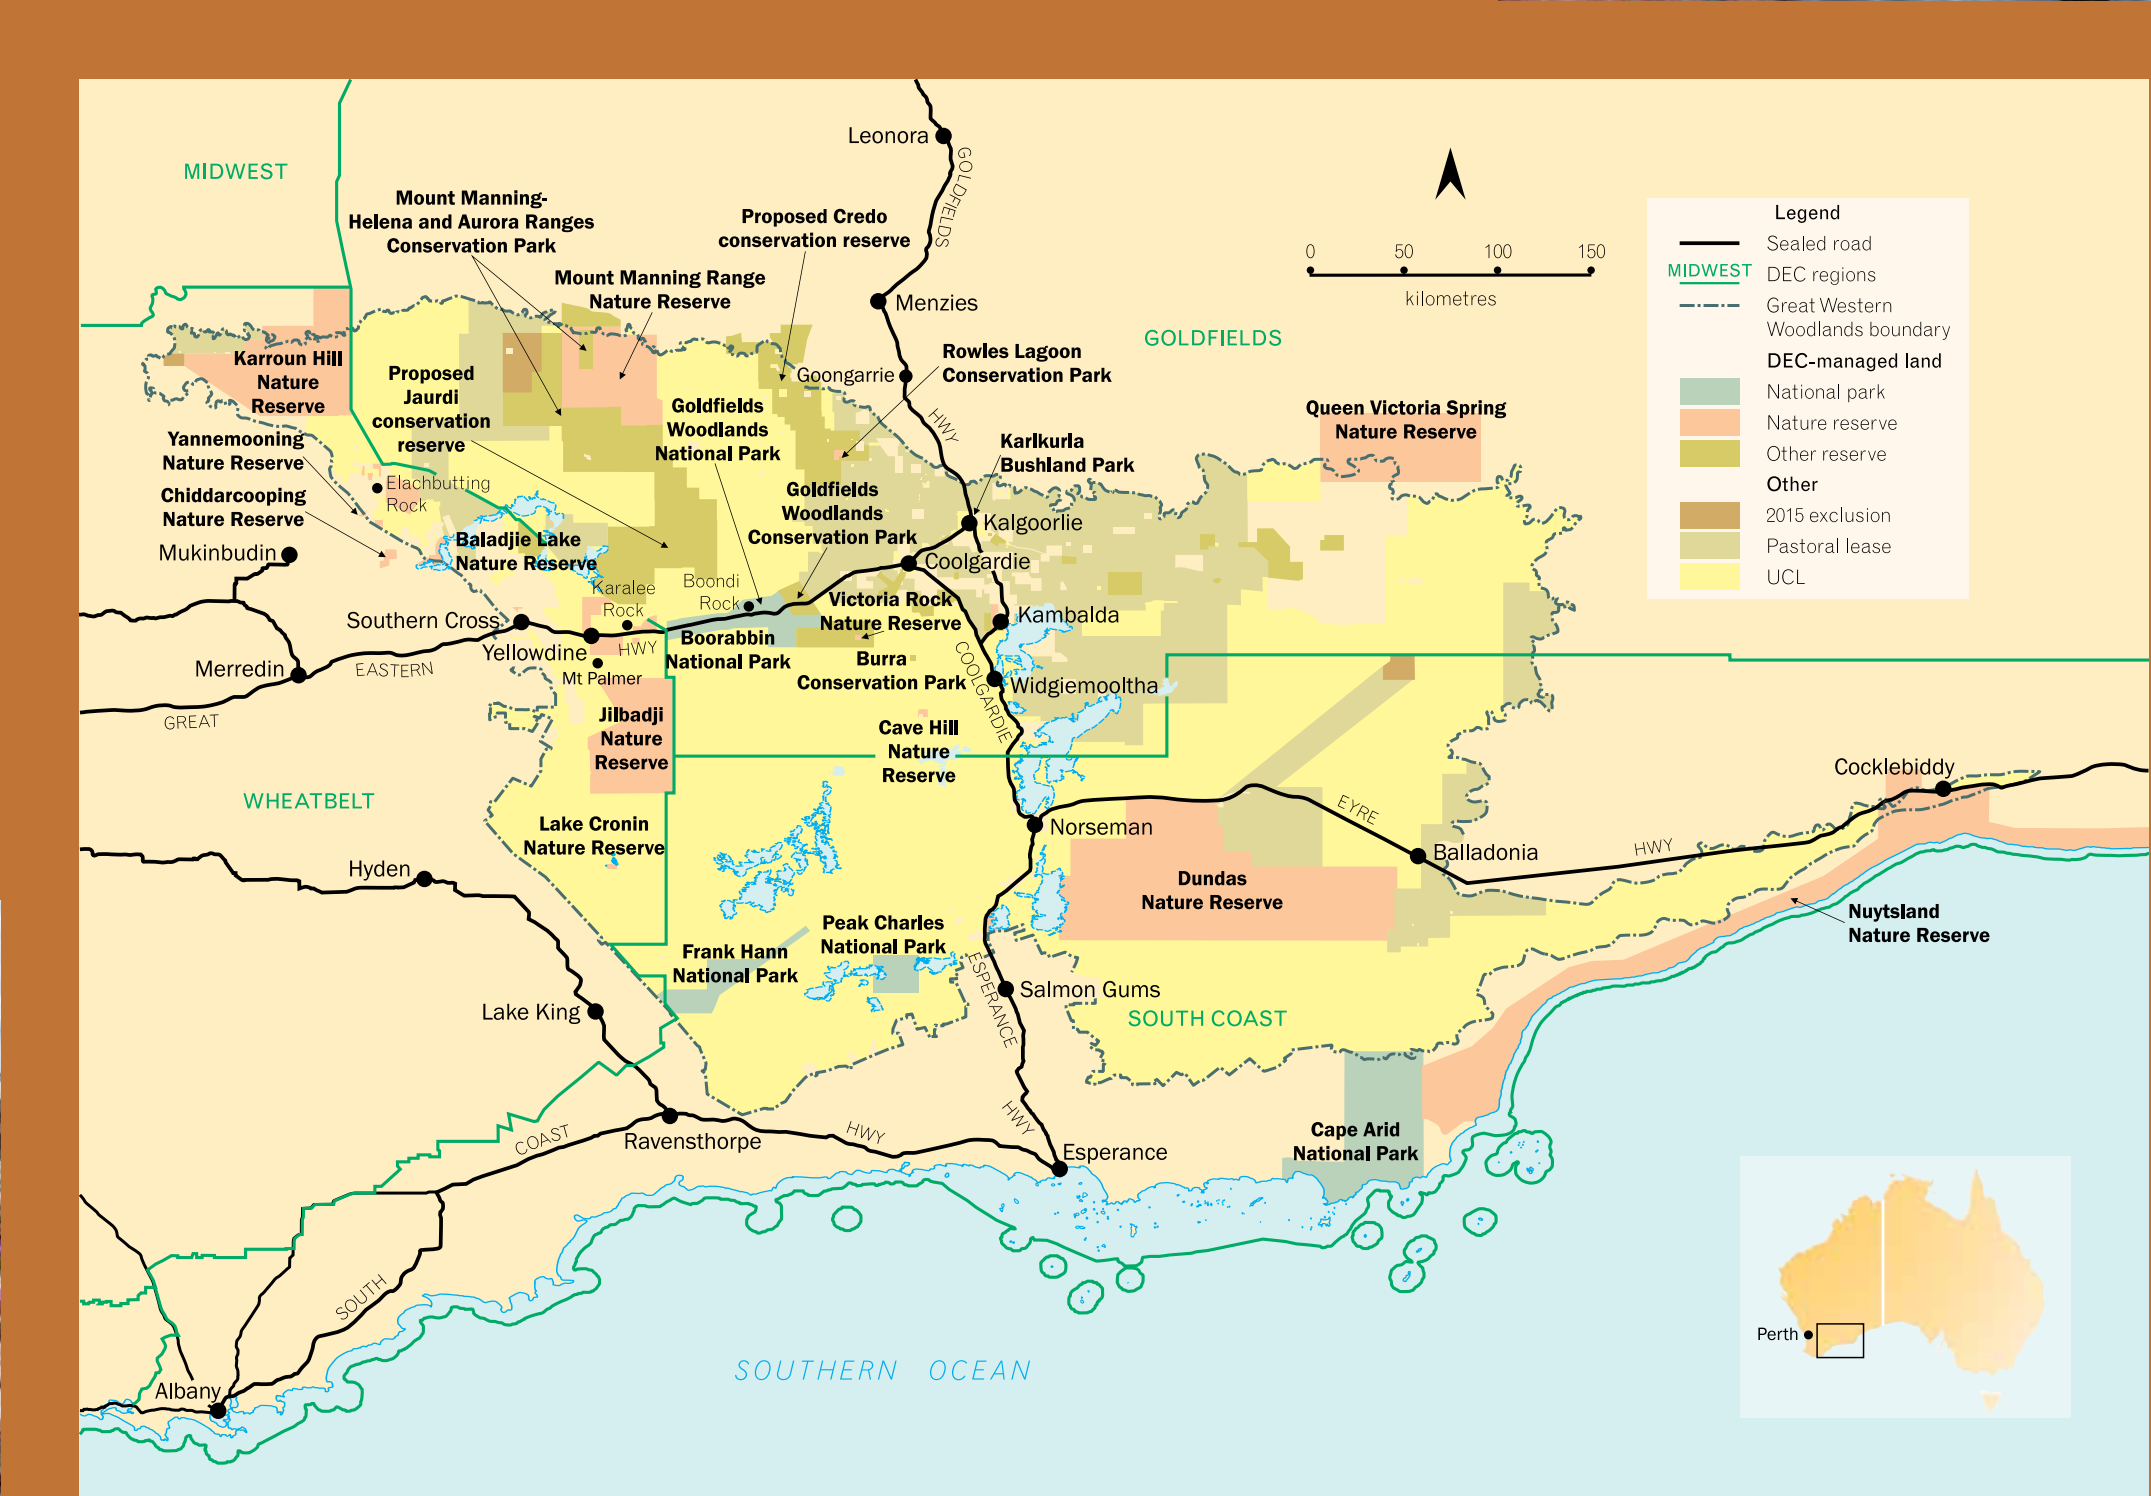 Leonora
GOLDFIELDS
MIDWEST
Mount Manning-
Helena and Aurora Ranges
Conservation Park
Proposed Credo
conservation reserve
Mount Manning Range
Nature Reserve
Menzies
0 50 100 150
kilometres
Legend
Sealed road
MIDWEST DEC regions
Great Western
Woodlands boundary
DEC-managed land
National park
Nature reserve
Other reserve
Other
2015 exclusion
Pastoral lease
UCL
GOLDFIELDS
Karroun Hill
Nature
Reserve
Proposed
Jaurdi
conservation
reserve
Goongarrie
Rowles Lagoon
Conservation Park
HWY
Goldfields
Woodlands
National Park
Queen Victoria Spring
Nature Reserve
Yannemooning
Nature Reserve
Karlkurla
Bushland Park
Elachbutting
Rock
Chiddarcooping
Nature Reserve
Goldfields
Woodlands
Conservation Park
Kalgoorlie
Mukinbudin
Baladjie Lake
Nature Reserve
Coolgardie
Karalee
Rock
Boondi
Rock
Victoria Rock
Nature Reserve
Kambalda
Southern Cross
Yellowdine
HWY
Boorabbin
National Park
Merredin
EASTERN
Mt Palmer
Burra
Conservation Park
COOLGARDIE
Widgiemooltha
GREAT
Jilbadji
Nature
Reserve
Cave Hill
Nature
Reserve
Cocklebiddy
WHEATBELT
EYRE
HWY
Lake Cronin
Nature Reserve
Norseman
Balladonia
Hyden
Dundas
Nature Reserve
Peak Charles
National Park
Nuytsland
Nature Reserve
Frank Hann
National Park
ESPERANCE
Salmon Gums
Lake King
SOUTH COAST
HWY
COAST
Ravensthorpe
HWY
Esperance
Cape Arid
National Park
SOUTH
Perth
Albany
SOUTHERN OCEAN